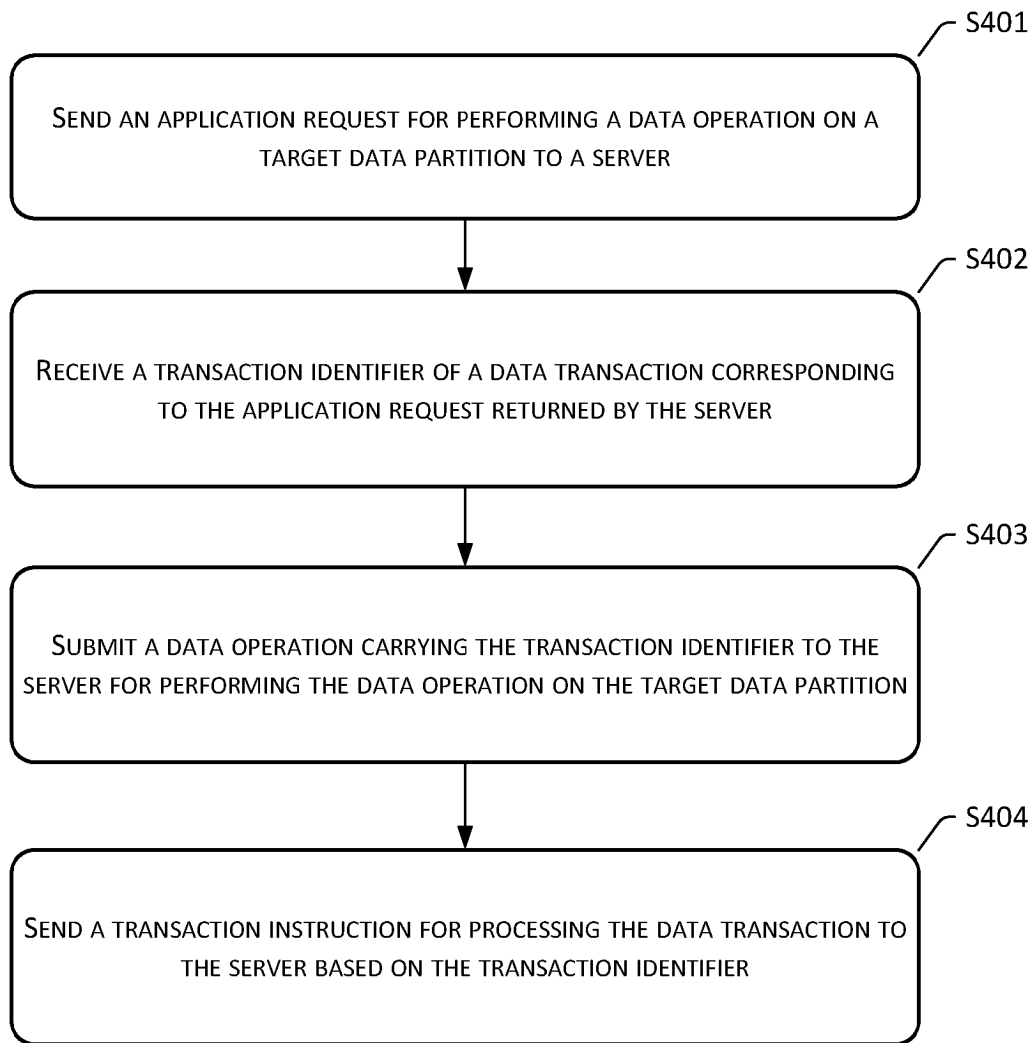 S401
SEND AN APPLICATION REQUEST FOR PERFORMING A DATA OPERATION ON A
TARGET DATA PARTITION TO A SERVER
S402
RECEIVE A TRANSACTION IDENTIFIER OF A DATA TRANSACTION CORRESPONDING
TO THE APPLICATION REQUEST RETURNED BY THE SERVER
S403
SUBMIT A DATA OPERATION CARRYING THE TRANSACTION IDENTIFIER TO THE
SERVER FOR PERFORMING THE DATA OPERATION ON THE TARGET DATA PARTITION
S404
SEND A TRANSACTION INSTRUCTION FOR PROCESSING THE DATA TRANSACTION TO
THE SERVER BASED ON THE TRANSACTION IDENTIFIER